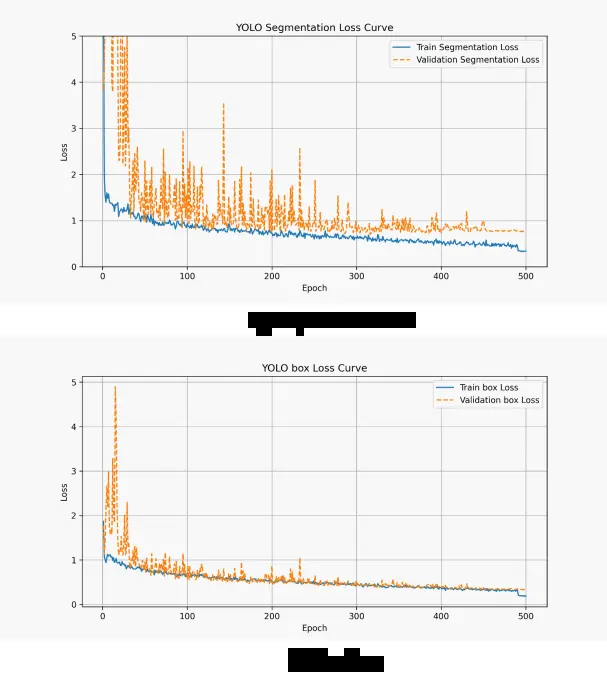 YOLO Segmentation Loss Curve
5
Train Segmentation Loss
Validation Segmentation Loss
4
3
Loss
2
1
0
0 100 200 300 400 500
Epoch
YOLO box Loss Curve
5
Train box Loss
Validation box Loss
4
3
Loss
2
1
0
0 100 200 300 400 500
Epoch